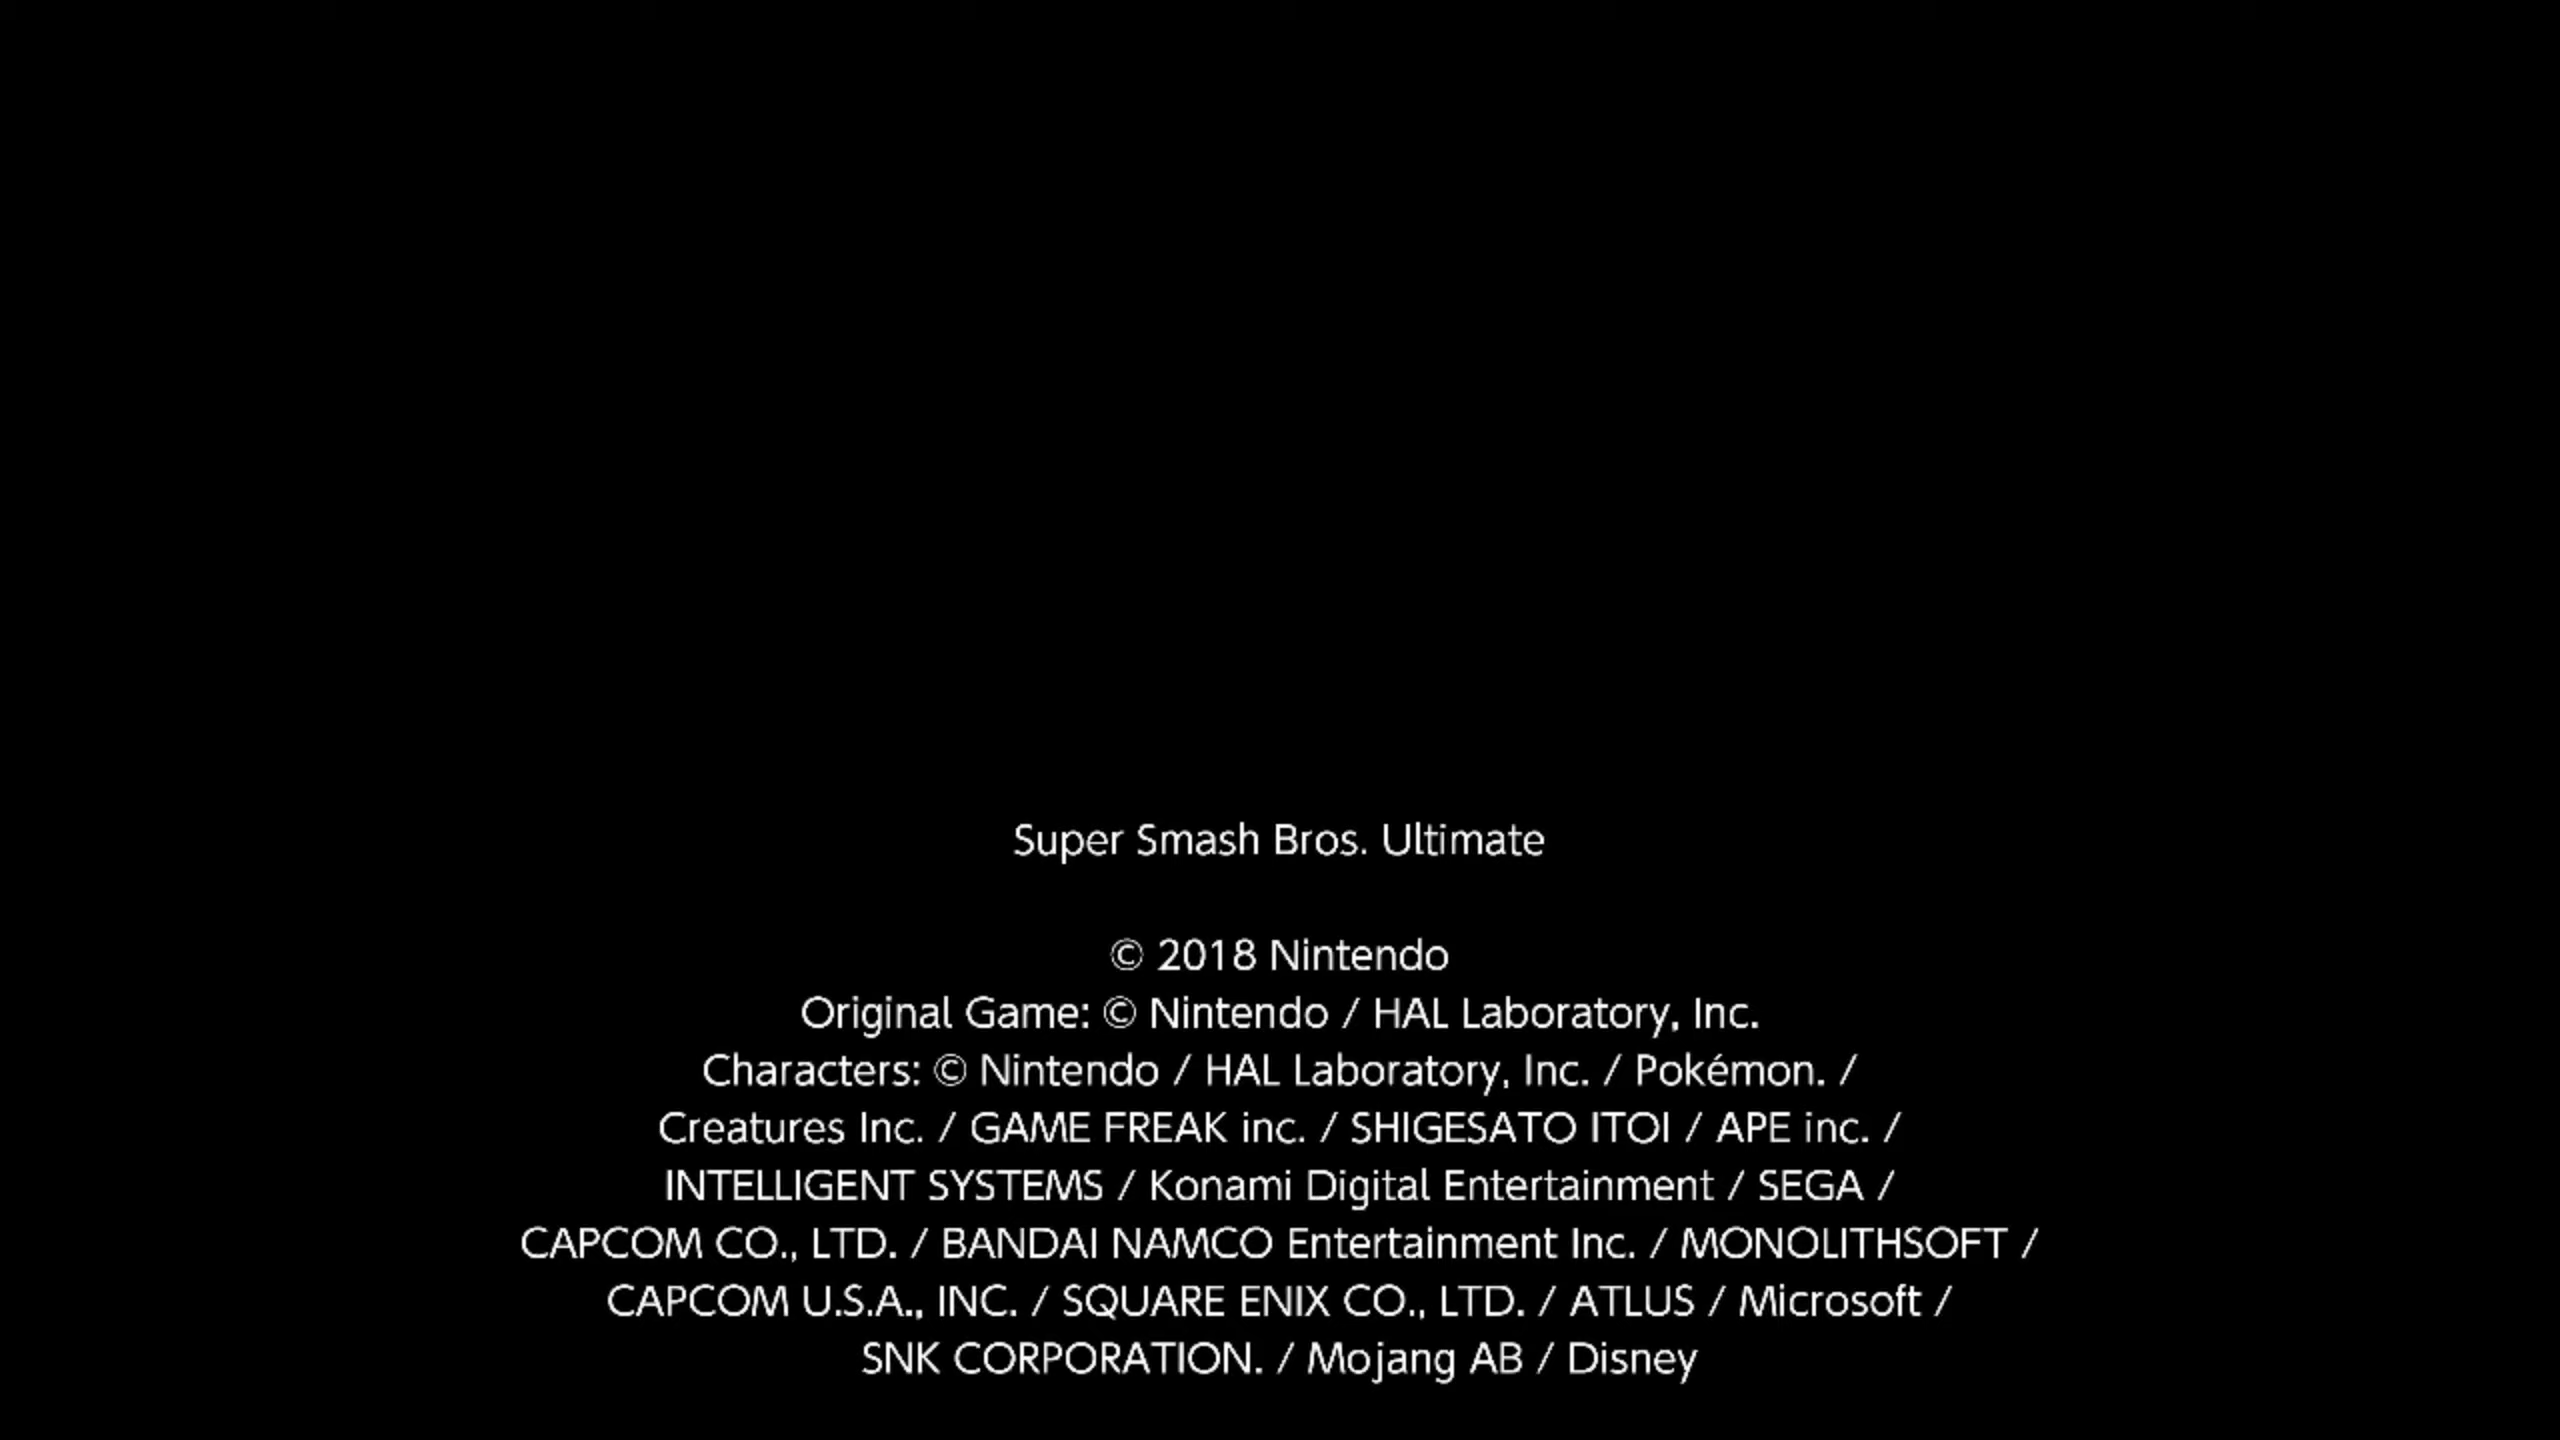 Super Smash Bros. Ultimate
© 2018 Nintendo
Original Game: © Nintendo / HAL Laboratory, Inc.
Characters: © Nintendo / HAL Laboratory, Inc. / Pokémon. /
Creatures Inc. / GAME FREAK inc. / SHIGESATO ITOI / APE inc. /
INTELLIGENT SYSTEMS / Konami Digital Entertainment / SEGA /
CAPCOM CO., LTD. / BANDAI NAMCO Entertainment Inc. / MONOLITHSOFT /
CAPCOM U.S.A., INC. / SQUARE ENIX CO., LTD. / ATLUS / Microsoft /
SNK CORPORATION. / Mojang AB / Disney